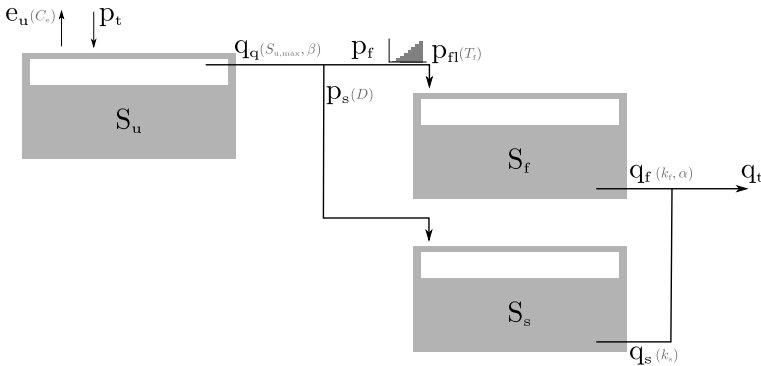 e_u(C_e) p_t
q_q(S_u,max, β) p_f p_fl(T_f)
p_s(D)
S_u
S_f
q_f (k_f, α) q_t
S_s
q_s (k_s)